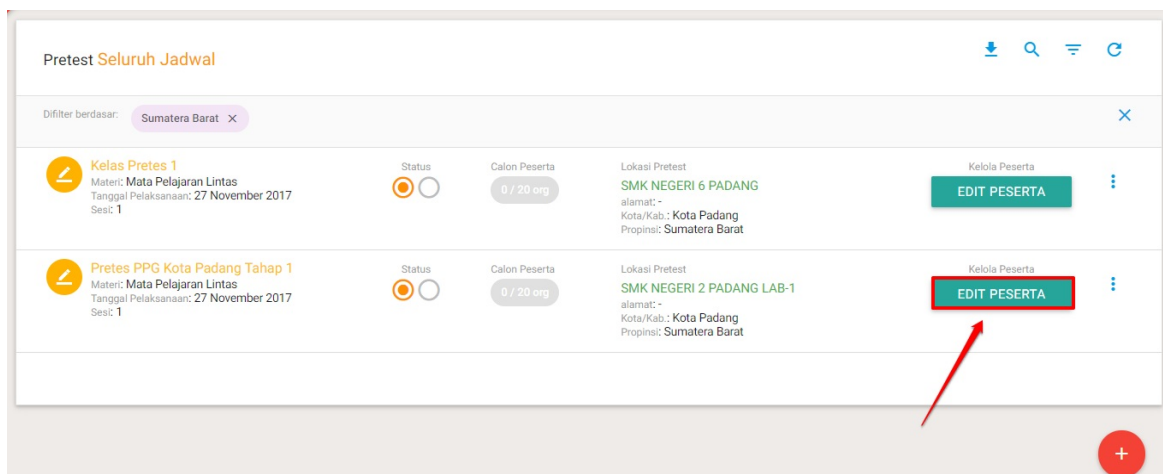 Pretest Seluruh Jadwal
Difilter berdasar: Sumatera Barat
Kelas Pretes 1
Materi: Mata Pelajaran Lintas
Tanggal Pelaksanaan: 27 November 2017
Sesi: 1
Status
Calon Peserta
0 / 20 org
Lokasi Pretest
SMK NEGERI 6 PADANG
alamat: -
Kota/Kab.: Kota Padang
Propinsi: Sumatera Barat
Kelola Peserta
EDIT PESERTA
Pretes PPG Kota Padang Tahap 1
Materi: Mata Pelajaran Lintas
Tanggal Pelaksanaan: 27 November 2017
Sesi: 1
Status
Calon Peserta
0 / 20 org
Lokasi Pretest
SMK NEGERI 2 PADANG LAB-1
alamat: -
Kota/Kab.: Kota Padang
Propinsi: Sumatera Barat
Kelola Peserta
EDIT PESERTA